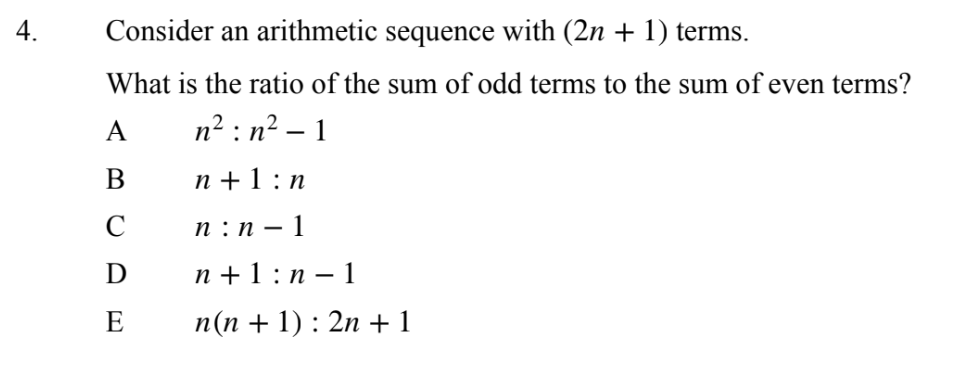 4. Consider an arithmetic sequence with (2n + 1) terms.
What is the ratio of the sum of odd terms to the sum of even terms?
A n² : n² – 1
B n + 1 : n
C n : n – 1
D n + 1 : n – 1
E n(n + 1) : 2n + 1